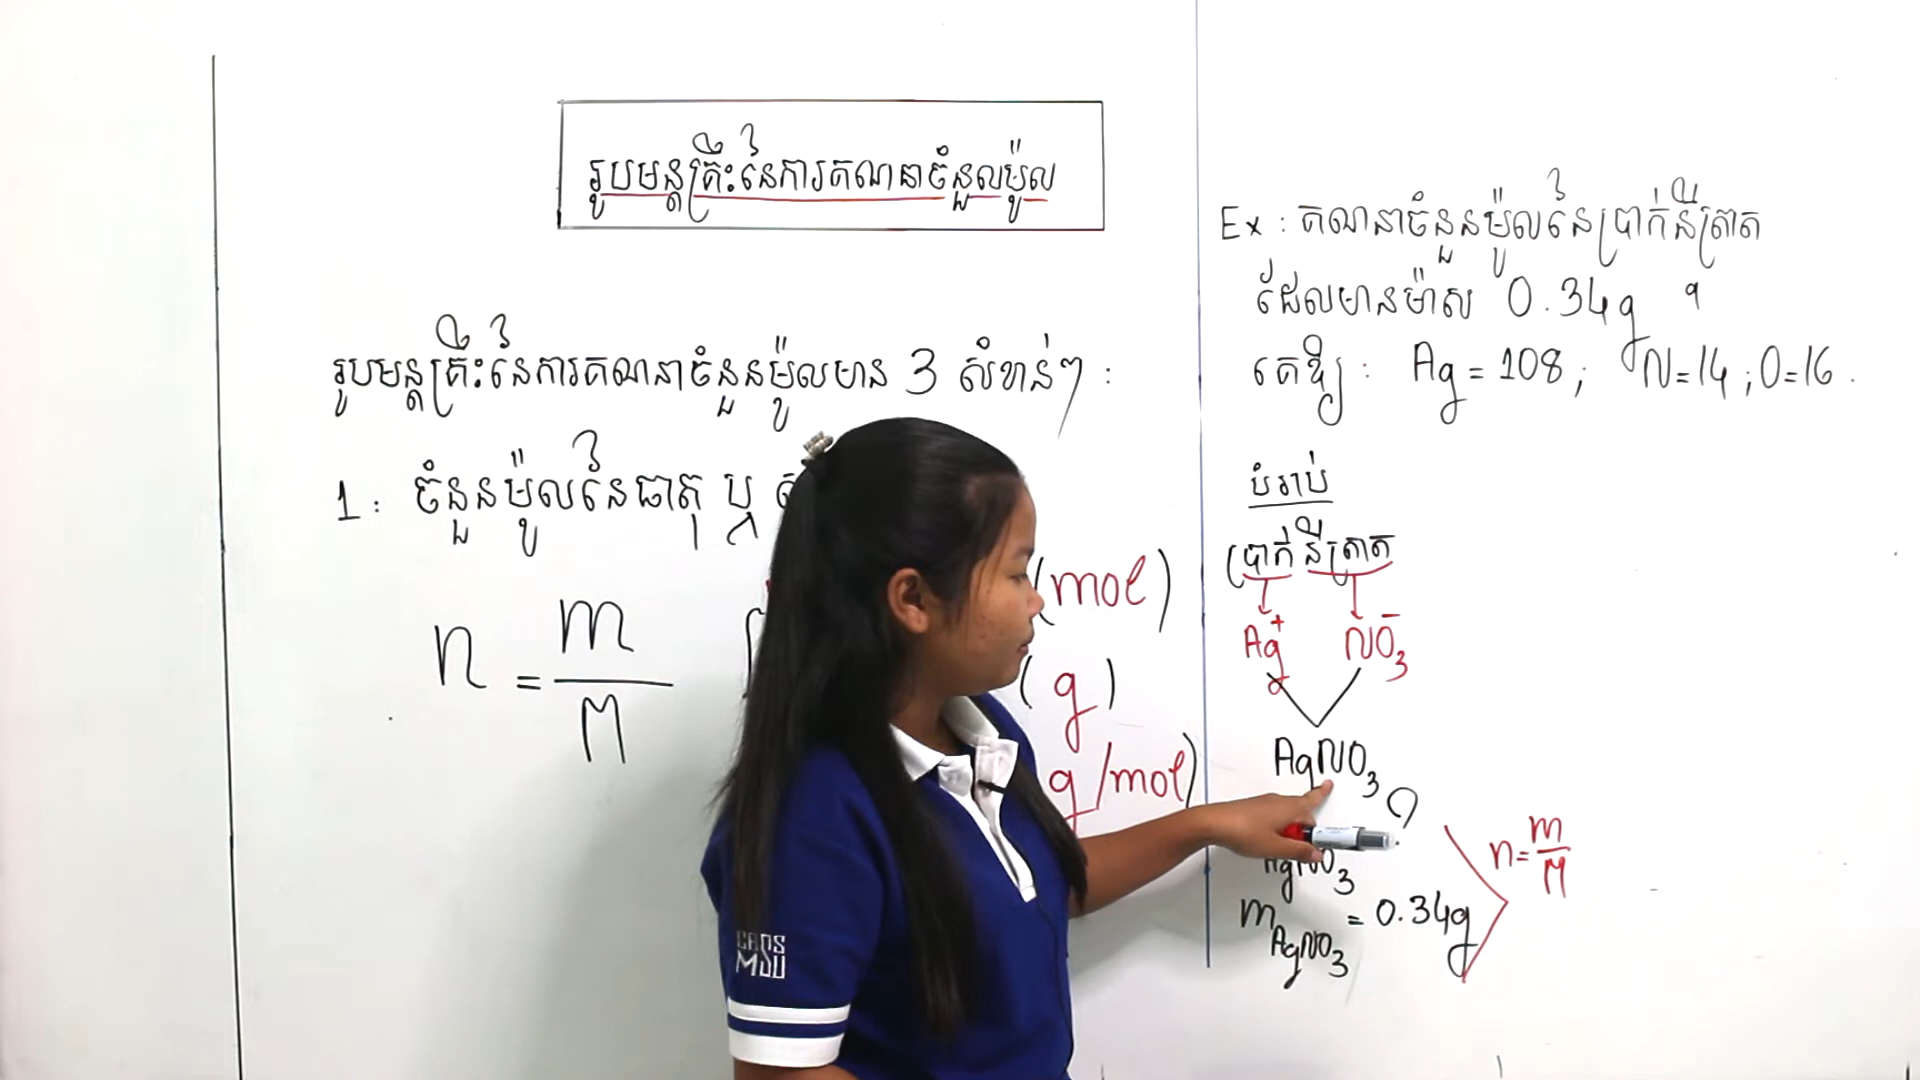 រូបមន្តគ្រឹះនៃការគណនាចំនួលម៉ូល
រូបមន្តគ្រឹះនៃការគណនាចំនួនម៉ូលមាន 3 សំខាន់ៗ :
1 : ចំនួនម៉ូលនៃធាតុ ឬ
n = m/M
(mol)
(g)
g/mol)
Ex : គណនាចំនួនម៉ូលនៃប្រាក់នីត្រាត
ដែលមានម៉ាស 0.34g ។
គេឱ្យ : Ag = 108 ; N = 14 ; O = 16 .
បំរាប់
ប្រាក់ នីត្រាត
Ag⁺ NO₃⁻
AgNO₃
?
AgNO₃
m AgNO₃ = 0.34g
n = m/M
CADS